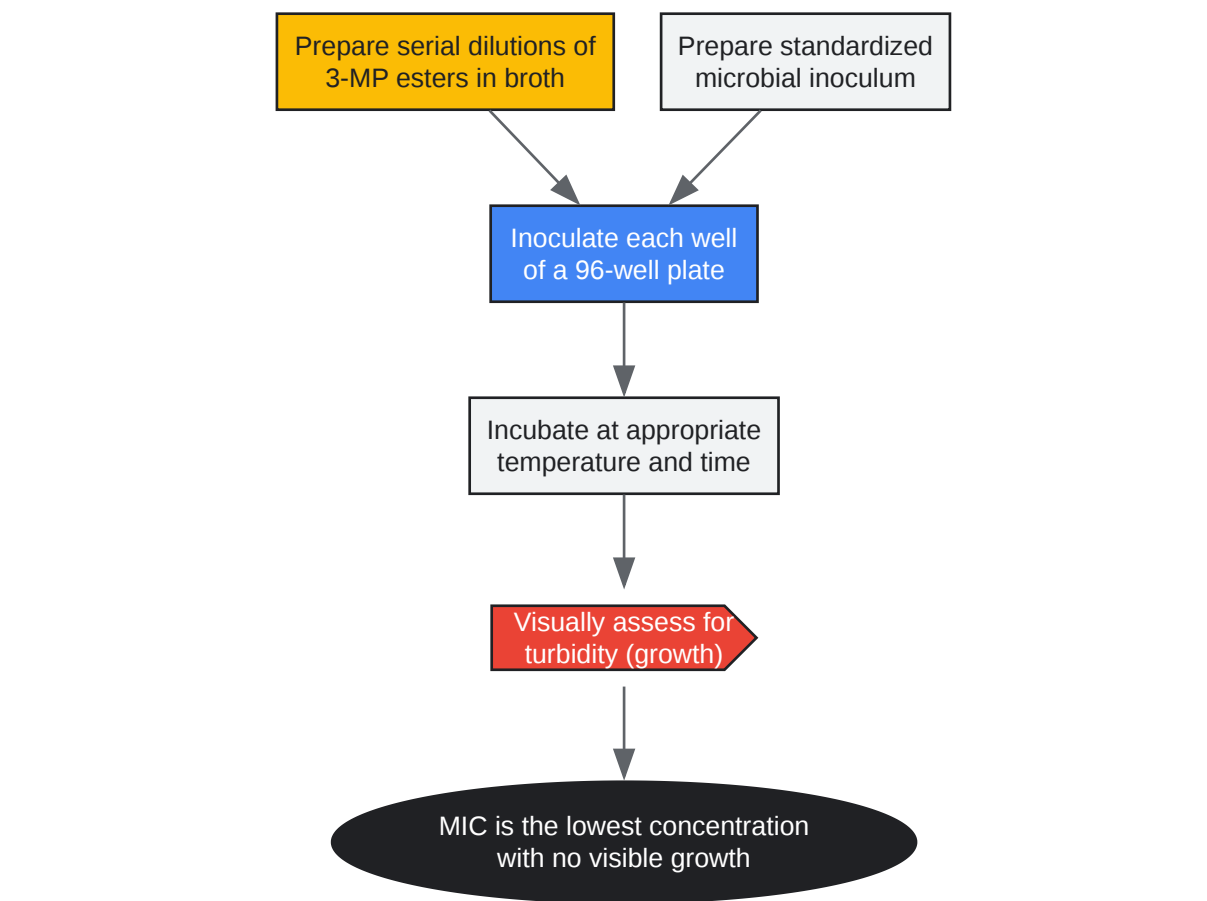 Prepare serial dilutions of
3-MP esters in broth
Prepare standardized
microbial inoculum
Inoculate each well
of a 96-well plate
Incubate at appropriate
temperature and time
Visually assess for
turbidity (growth)
MIC is the lowest concentration
with no visible growth